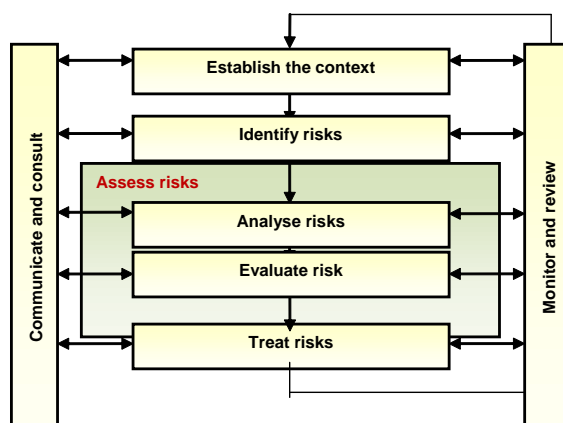 Establish the context
Identify risks
Assess risks
Analyse risks
Evaluate risk
Treat risks
Communicate and consult
Monitor and review